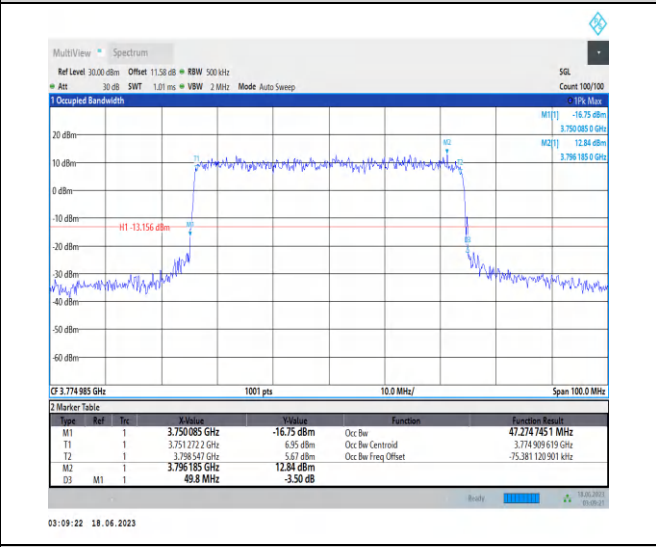 MultiView Spectrum
Ref Level 30.00 dBm Offset 11.58 dB RBW 500 kHz SGL
Att 30 dB SWT 1.01 ms VBW 2 MHz Mode Auto Sweep Count 100/100
1 Occupied Bandwidth 1Pk Max
M1[1] -16.75 dBm
3.750 085 0 GHz
M2[1] 12.84 dBm
3.796 185 0 GHz
20 dBm
M2
T1
T2
10 dBm
0 dBm
-10 dBm
H1 -13.156 dBm
M1
-20 dBm
D3
-30 dBm
-40 dBm
-50 dBm
-60 dBm
CF 3.774 985 GHz 1001 pts 10.0 MHz/ Span 100.0 MHz
2 Marker Table
Type Ref Trc X-Value Y-Value Function Function Result
M1 1 3.750 085 GHz -16.75 dBm Occ Bw 47.274 745 1 MHz
T1 1 3.751 272 2 GHz 6.95 dBm Occ Bw Centroid 3.774 909 619 GHz
T2 1 3.798 547 GHz 5.67 dBm Occ Bw Freq Offset -75.381 120 901 kHz
M2 1 3.796 185 GHz 12.84 dBm
D3 M1 1 49.8 MHz -3.50 dB
Ready 18.06.2023
03:09:21
03:09:22 18.06.2023